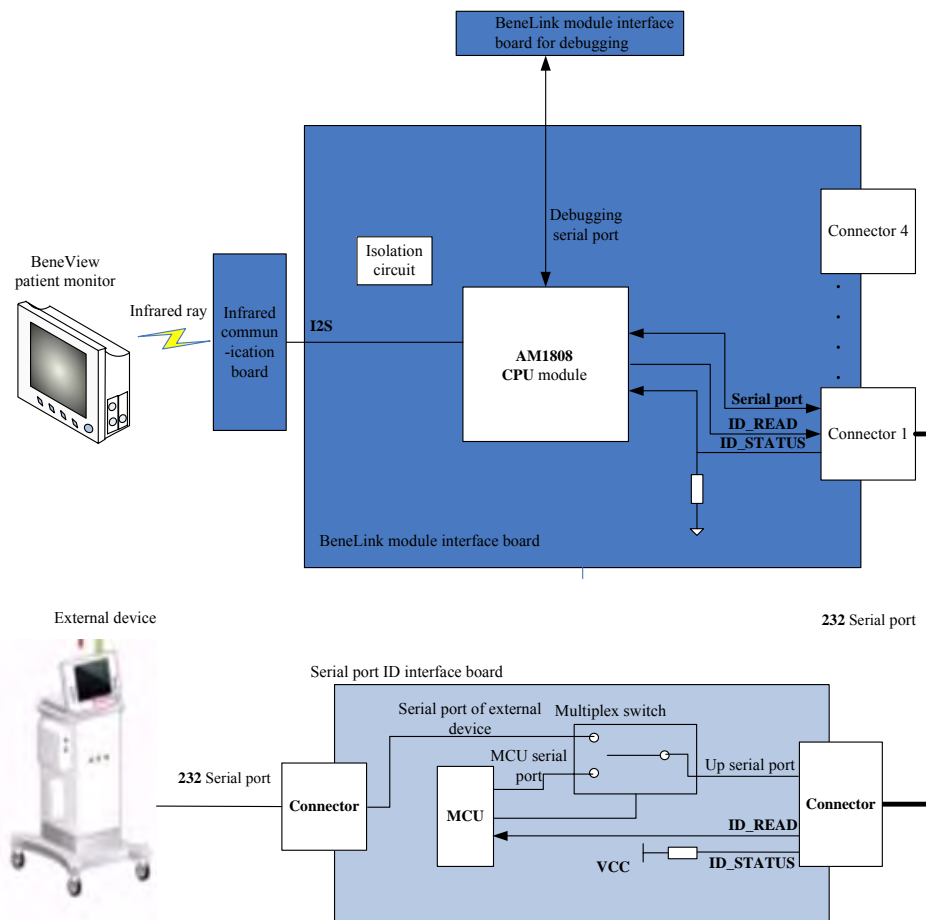 BeneLink module interface
board for debugging
Debugging
serial port
Isolation
circuit
Connector 4
BeneView
patient monitor
Infrared ray
Infrared
commun
-ication
board
I2S
AM1808
CPU module
Serial port
ID_READ
ID_STATUS
Connector 1
BeneLink module interface board
External device
232 Serial port
Serial port ID interface board
Serial port of external
device
Multiplex switch
MCU serial
port
Up serial port
232 Serial port
Connector
MCU
Connector
ID_READ
VCC
ID_STATUS